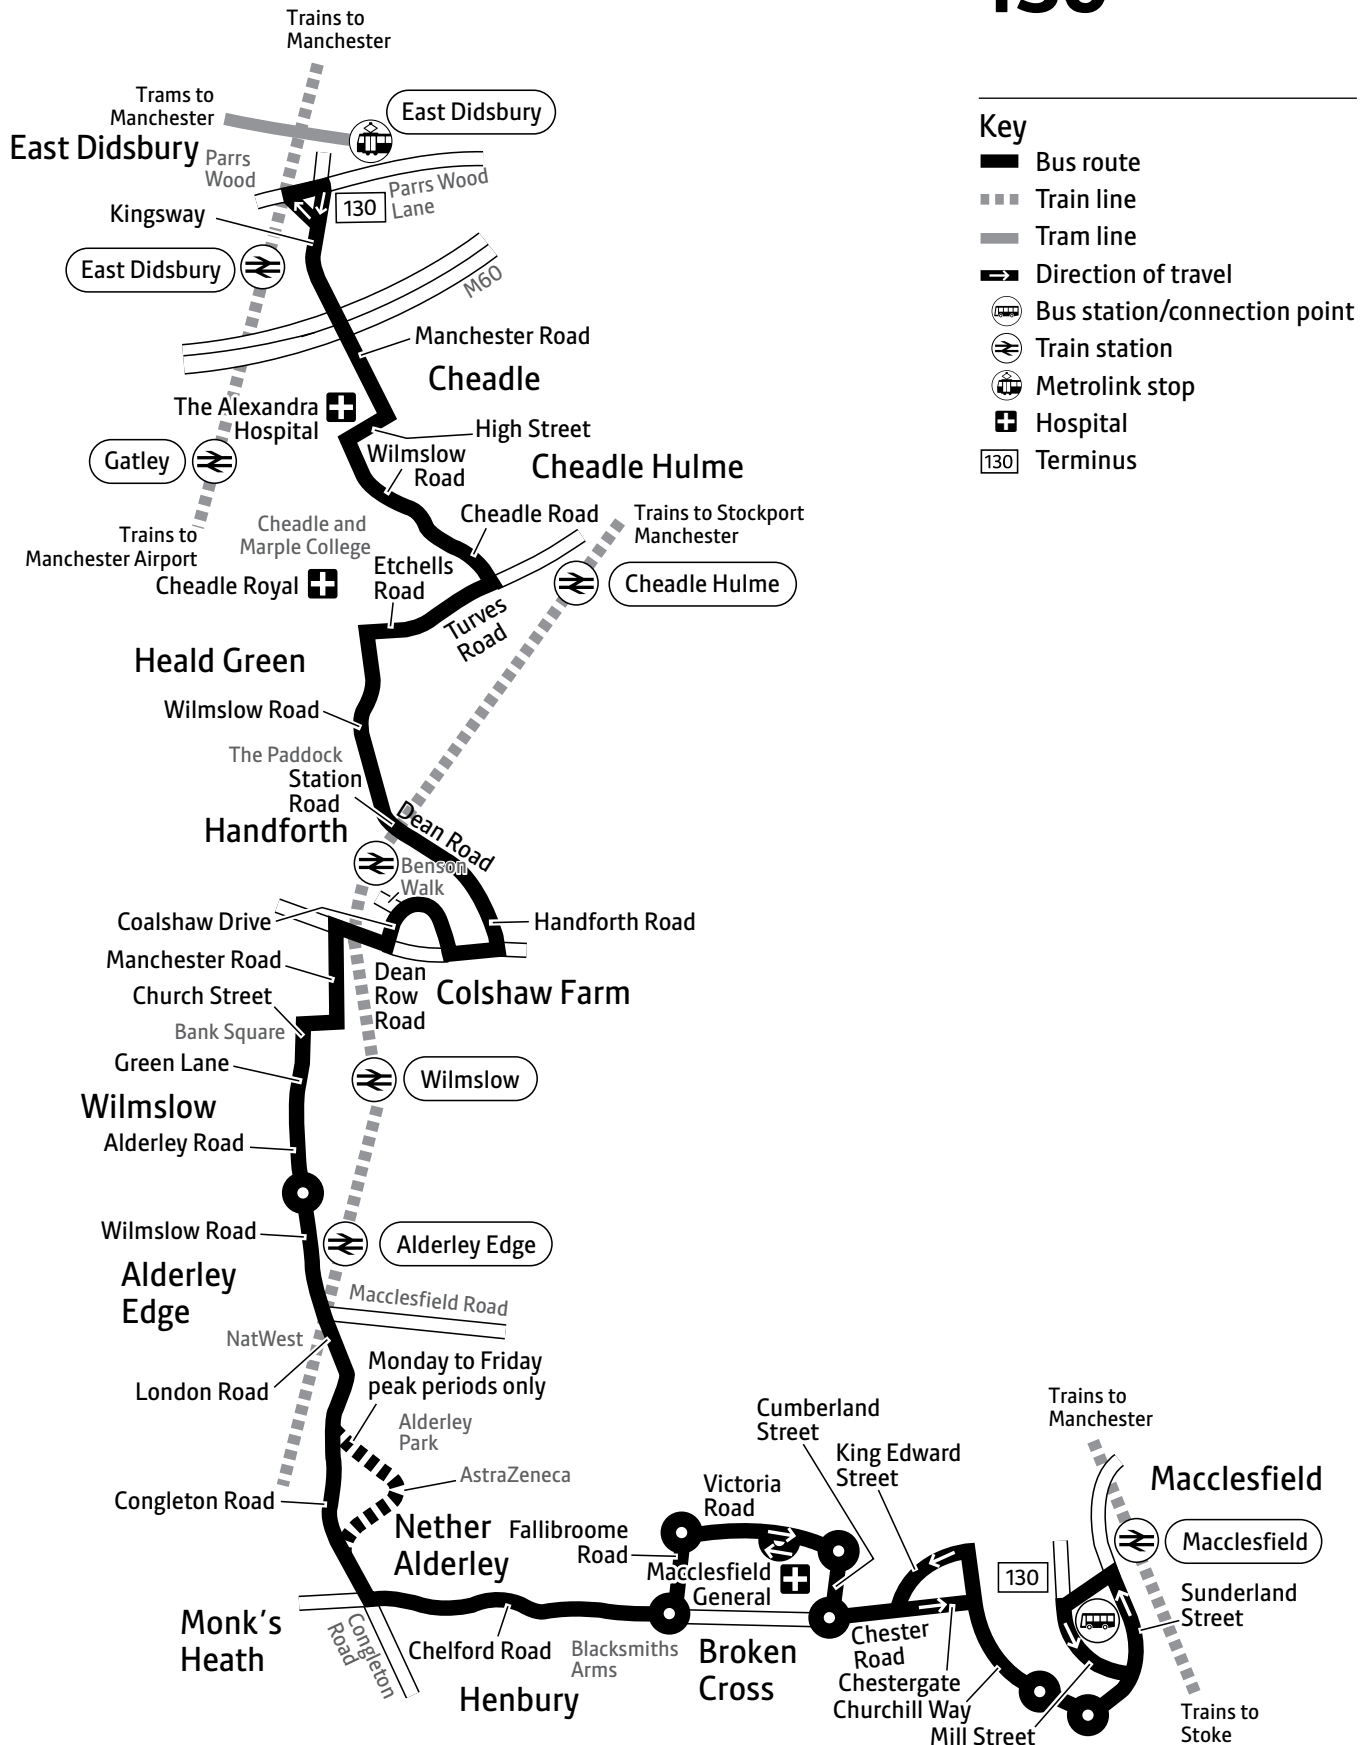 130
Trains to
Manchester
Trams to
Manchester
East Didsbury
East Didsbury
Parrs
Wood
Parrs Wood
Lane
130
Kingsway
East Didsbury
M60
Manchester Road
Cheadle
The Alexandra
Hospital
High Street
Gatley
Wilmslow
Road
Cheadle Hulme
Trains to
Manchester Airport
Cheadle and
Marple College
Cheadle Road
Trains to Stockport
Manchester
Cheadle Royal
Etchells
Road
Cheadle Hulme
Turves
Road
Heald Green
Wilmslow Road
The Paddock
Station
Road
Handforth
Dean Road
Benson
Walk
Coalshaw Drive
Handforth Road
Manchester Road
Dean
Row
Road
Colshaw Farm
Church Street
Bank Square
Green Lane
Wilmslow
Wilmslow
Alderley Road
Wilmslow Road
Alderley Edge
Alderley
Edge
Macclesfield Road
NatWest
London Road
Monday to Friday
peak periods only
Alderley
Park
AstraZeneca
Congleton Road
Nether
Alderley
Monk's
Heath
Congleton
Road
Chelford Road
Henbury
Blacksmiths
Arms
Fallibroome
Road
Victoria
Road
Macclesfield
General
Broken
Cross
Cumberland
Street
King Edward
Street
Chester
Road
Chestergate
Churchill Way
Mill Street
130
Trains to
Manchester
Macclesfield
Macclesfield
Sunderland
Street
Trains to
Stoke
Key
Bus route
Train line
Tram line
Direction of travel
Bus station/connection point
Train station
Metrolink stop
Hospital
130 Terminus